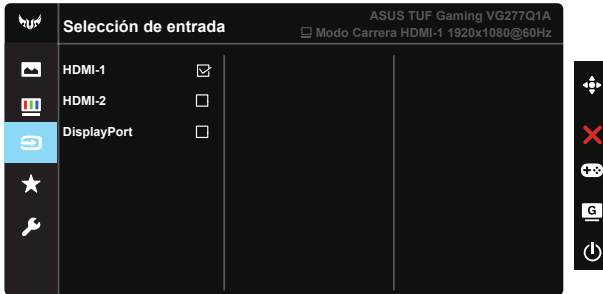 Selección de entrada
ASUS TUF Gaming VG277Q1A
Modo Carrera HDMI-1 1920x1080@60Hz
HDMI-1
HDMI-2
DisplayPort
G